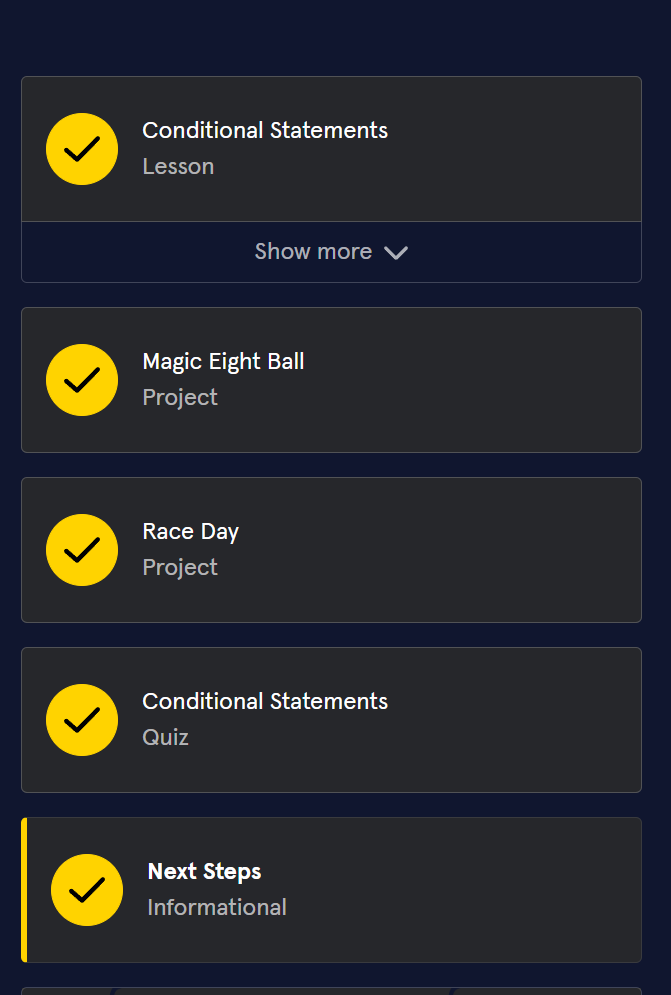 Conditional Statements
Lesson
Show more
Magic Eight Ball
Project
Race Day
Project
Conditional Statements
Quiz
Next Steps
Informational